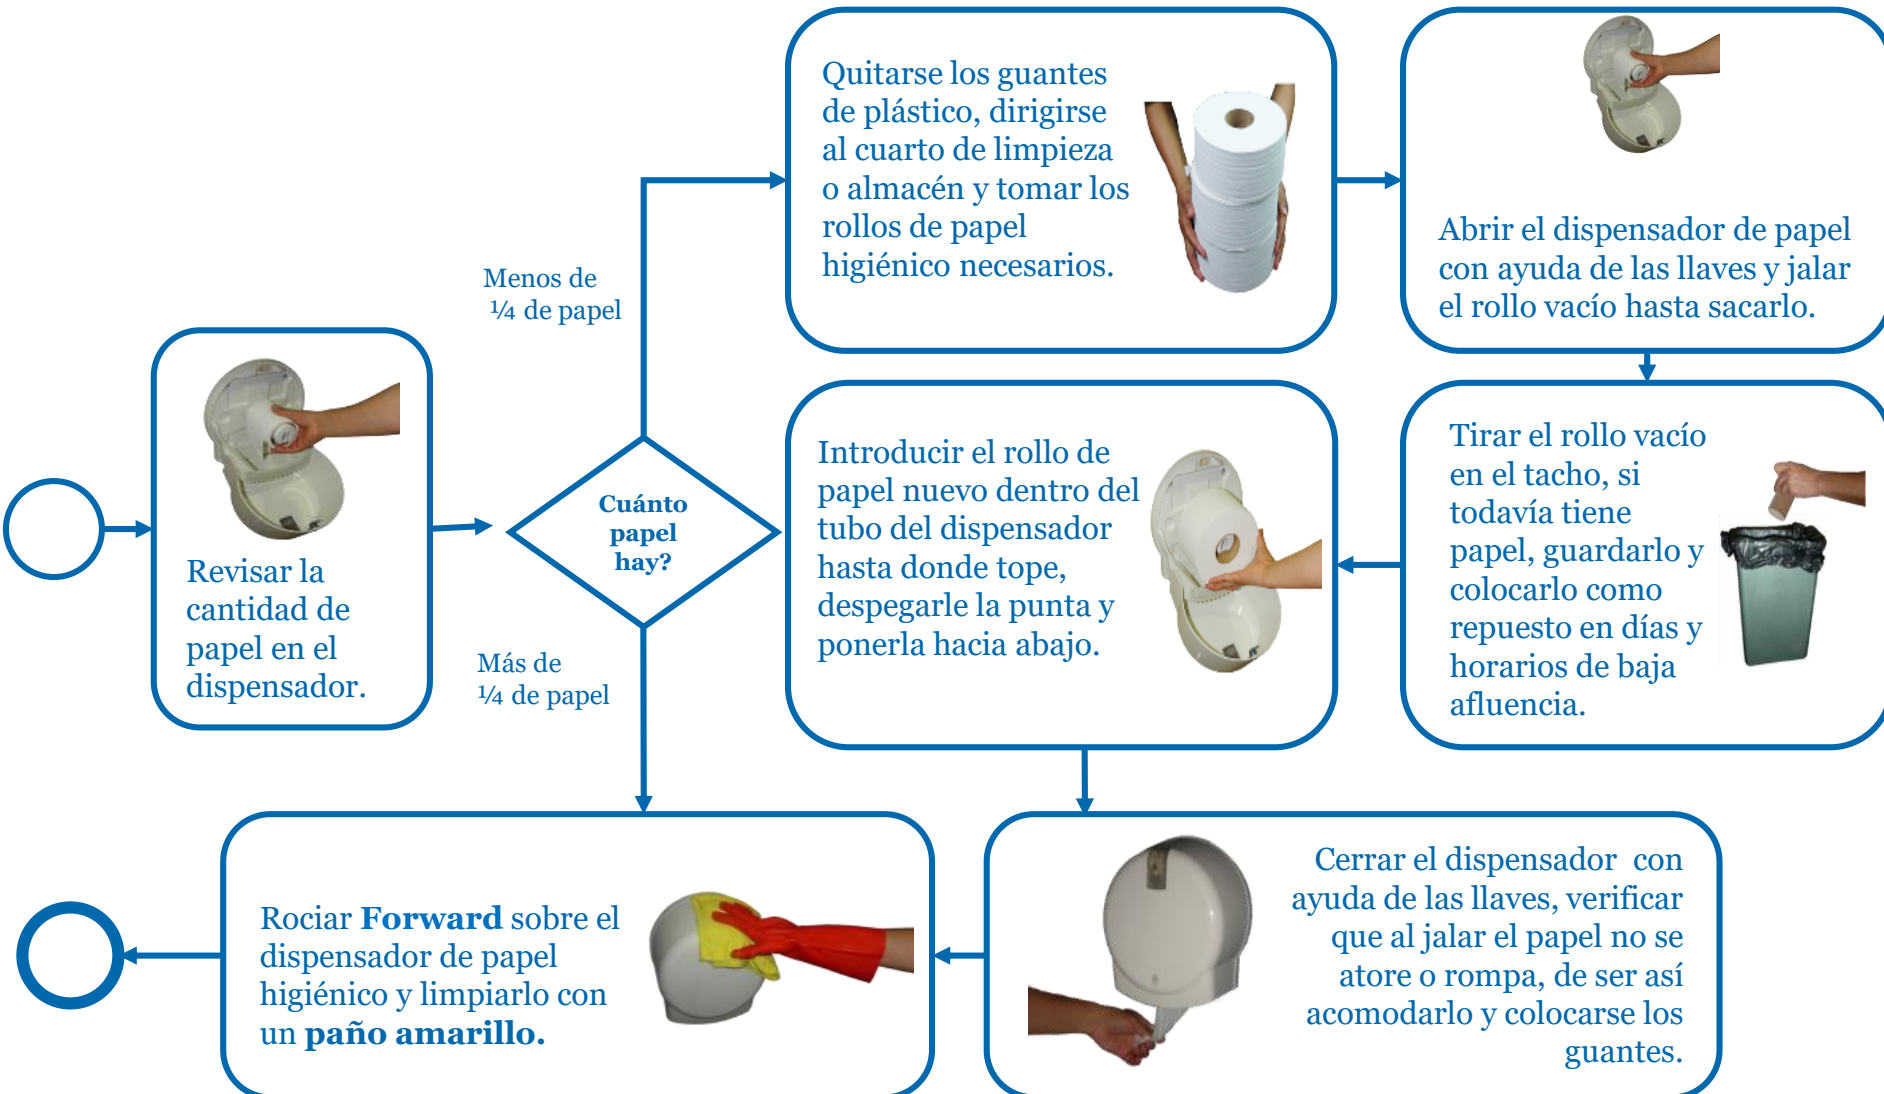 Quitarse los guantes
de plástico, dirigirse
al cuarto de limpieza
o almacén y tomar los
rollos de papel
higiénico necesarios.
Abrir el dispensador de papel
con ayuda de las llaves y jalar
el rollo vacío hasta sacarlo.
Menos de
¼ de papel
Revisar la
cantidad de
papel en el
dispensador.
Cuánto
papel
hay?
Más de
¼ de papel
Introducir el rollo de
papel nuevo dentro del
tubo del dispensador
hasta donde tope,
despegarle la punta y
ponerla hacia abajo.
Tirar el rollo vacío
en el tacho, si
todavía tiene
papel, guardarlo y
colocarlo como
repuesto en días y
horarios de baja
afluencia.
Rociar Forward sobre el
dispensador de papel
higiénico y limpiarlo con
un paño amarillo.
Cerrar el dispensador con
ayuda de las llaves, verificar
que al jalar el papel no se
atore o rompa, de ser así
acomodarlo y colocarse los
guantes.